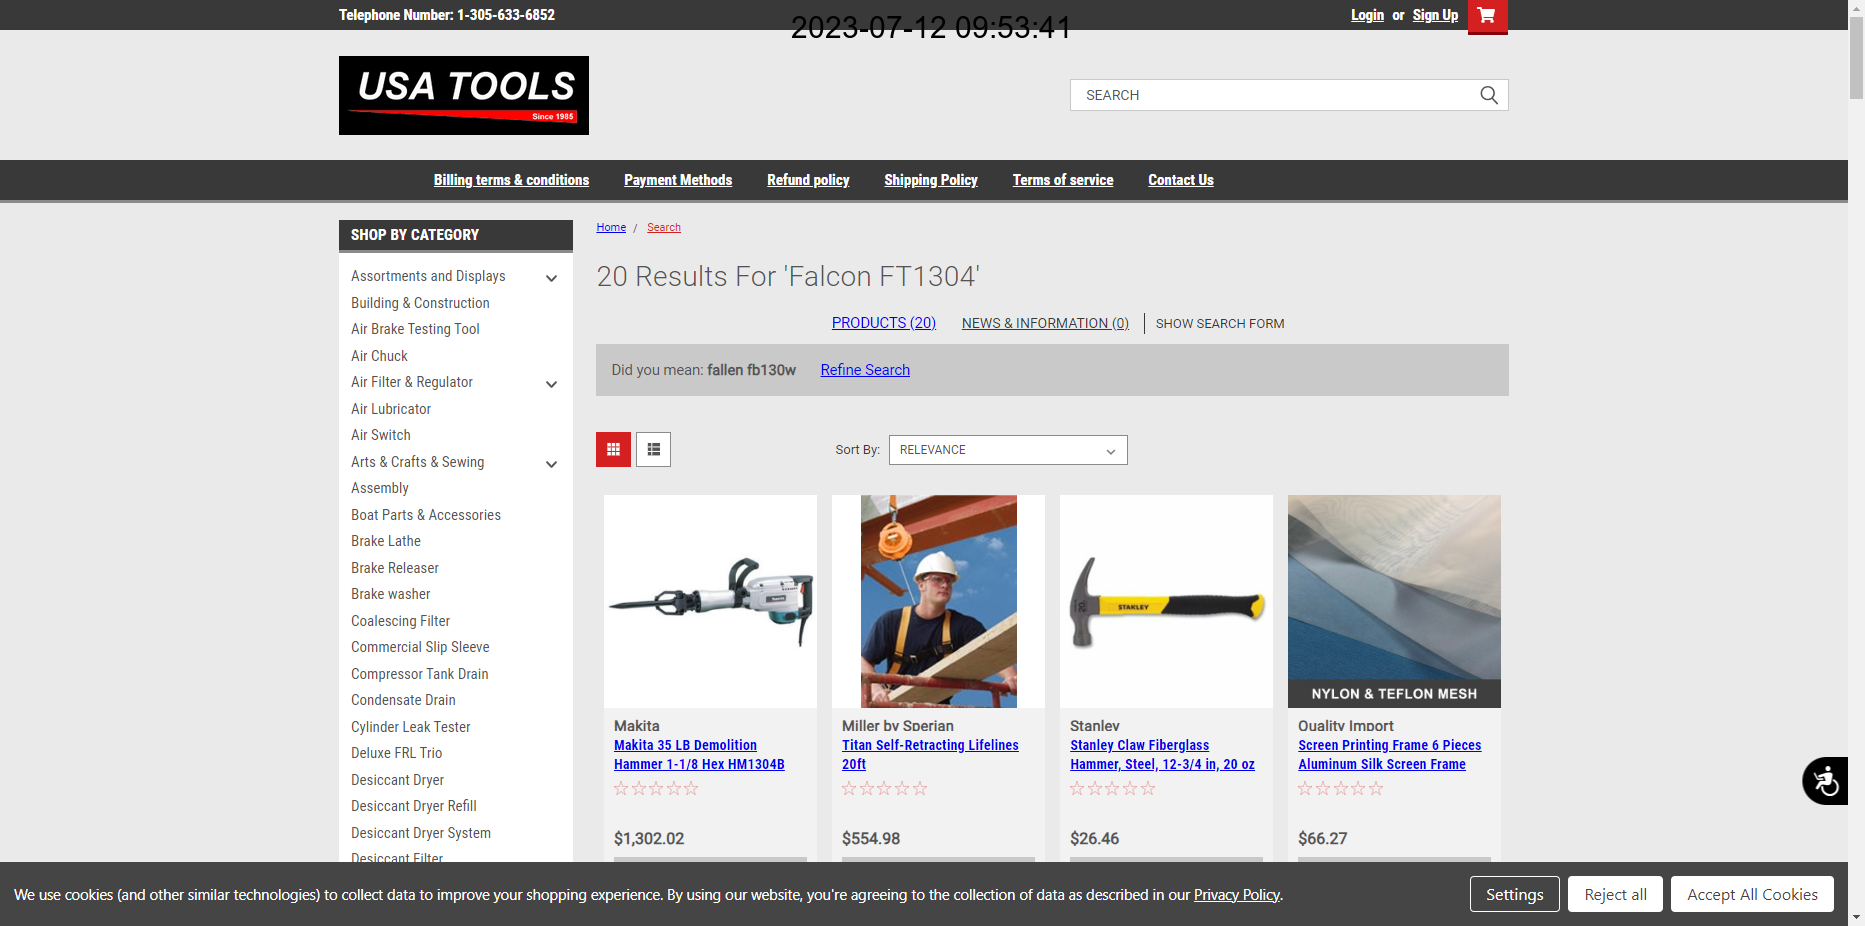 Telephone Number: 1-305-633-6852
2023-07-12 09:53:41
Login or Sign Up
USA TOOLS
Since 1985
SEARCH
Billing terms & conditions Payment Methods Refund policy Shipping Policy Terms of service Contact Us
SHOP BY CATEGORY
Assortments and Displays
Building & Construction
Air Brake Testing Tool
Air Chuck
Air Filter & Regulator
Air Lubricator
Air Switch
Arts & Crafts & Sewing
Assembly
Boat Parts & Accessories
Brake Lathe
Brake Releaser
Brake washer
Coalescing Filter
Commercial Slip Sleeve
Compressor Tank Drain
Condensate Drain
Cylinder Leak Tester
Deluxe FRL Trio
Desiccant Dryer
Desiccant Dryer Refill
Desiccant Dryer System
Desiccant Filter
Home / Search
20 Results For 'Falcon FT1304'
PRODUCTS (20) NEWS & INFORMATION (0) SHOW SEARCH FORM
Did you mean: fallen fb130w Refine Search
Sort By: RELEVANCE
Makita
Makita 35 LB Demolition
Hammer 1-1/8 Hex HM1304B
$1,302.02
Miller by Sperian
Titan Self-Retracting Lifelines
20ft
$554.98
STANLEY
Stanley
Stanley Claw Fiberglass
Hammer, Steel, 12-3/4 in, 20 oz
$26.46
NYLON & TEFLON MESH
Quality Import
Screen Printing Frame 6 Pieces
Aluminum Silk Screen Frame
$66.27
We use cookies (and other similar technologies) to collect data to improve your shopping experience. By using our website, you're agreeing to the collection of data as described in our Privacy Policy.
Settings Reject all Accept All Cookies